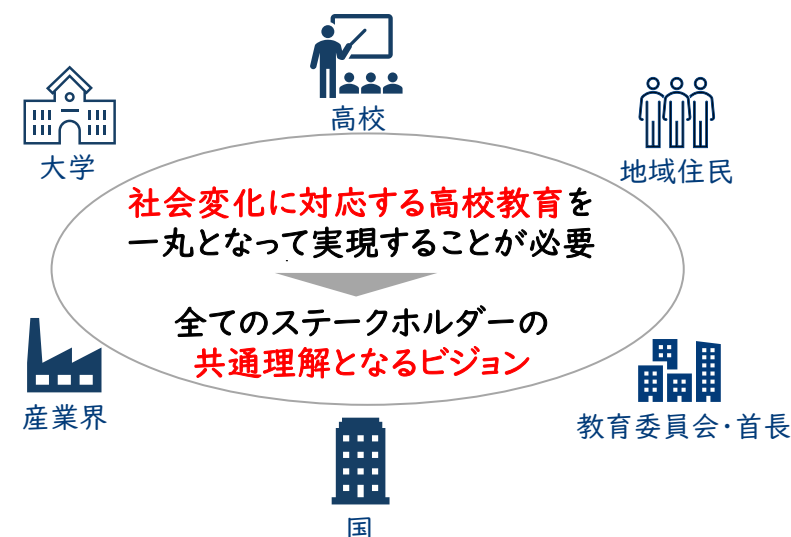 高校
大学
地域住民
社会変化に対応する高校教育を
一丸となって実現することが必要
全てのステークホルダーの
共通理解となるビジョン
産業界
教育委員会・首長
国